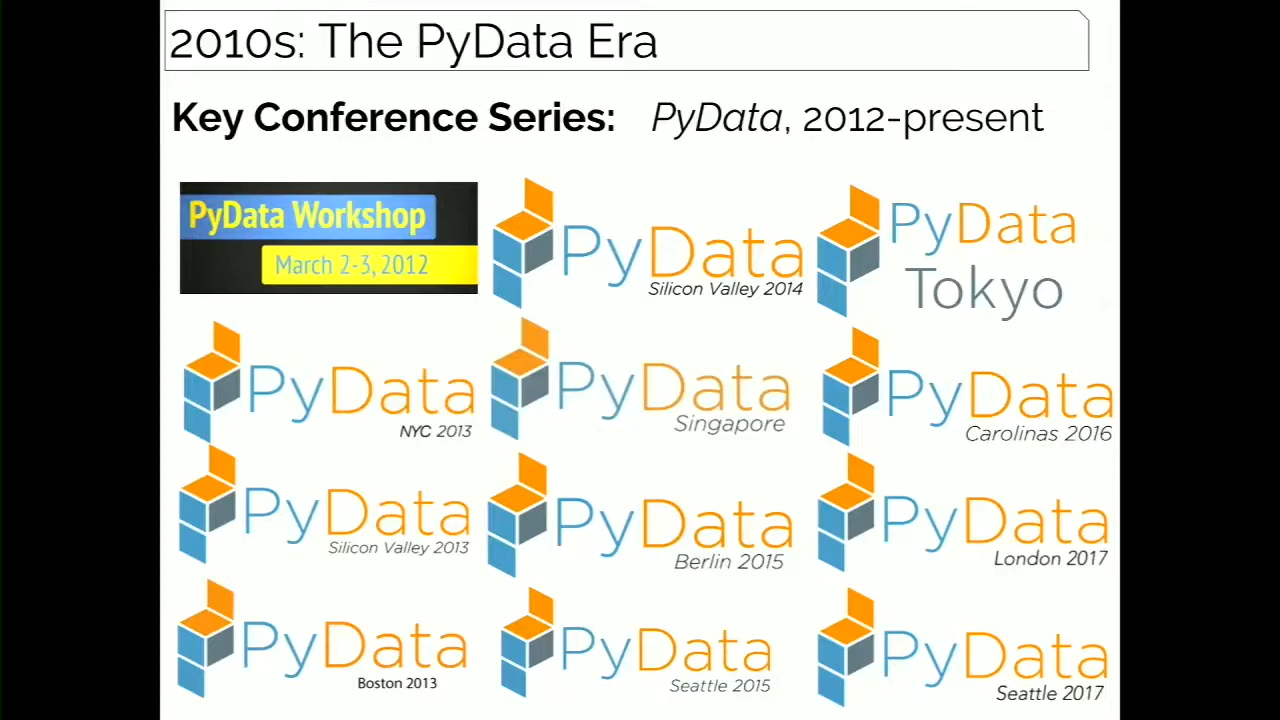 2010s: The PyData Era
Key Conference Series: PyData, 2012-present
PyData Workshop
March 2-3, 2012
PyData
Silicon Valley 2014
PyData
Tokyo
PyData
NYC 2013
PyData
Singapore
PyData
Carolinas 2016
PyData
Silicon Valley 2013
PyData
Berlin 2015
PyData
London 2017
PyData
Boston 2013
PyData
Seattle 2015
PyData
Seattle 2017